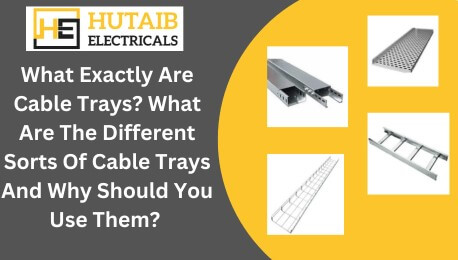 HUTAIB
ELECTRICALS
What Exactly Are
Cable Trays? What
Are The Different
Sorts Of Cable Trays
And Why Should You
Use Them?